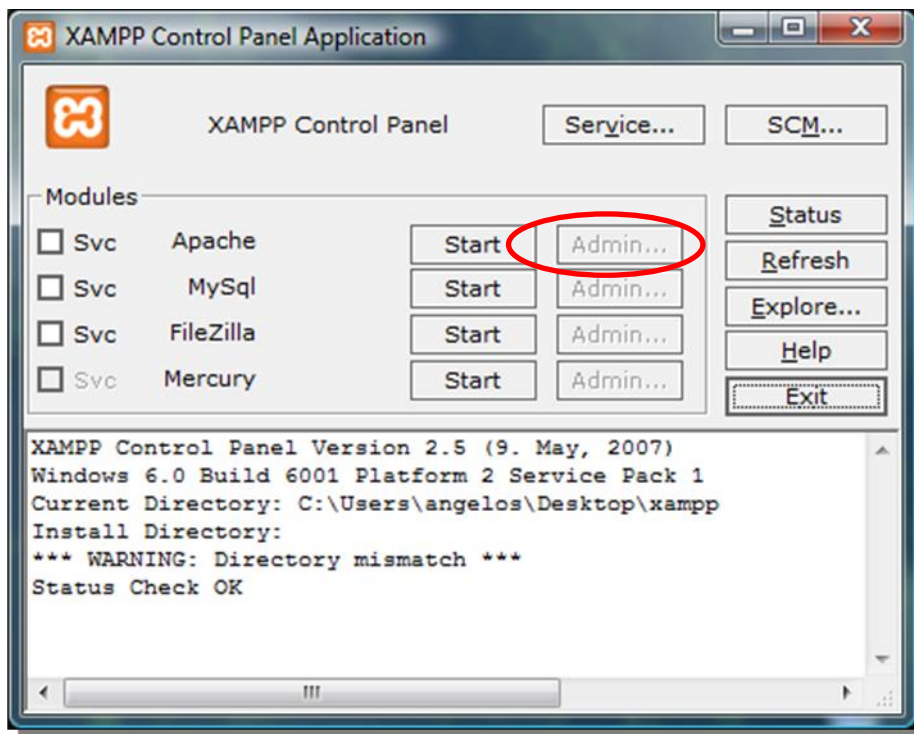 XAMPP Control Panel Application
XAMPP Control Panel Service... SCM...
Modules
Svc Apache Start Admin...
Svc MySql Start Admin...
Svc FileZilla Start Admin...
Svc Mercury Start Admin...
Status
Refresh
Explore...
Help
Exit
XAMPP Control Panel Version 2.5 (9. May, 2007)
Windows 6.0 Build 6001 Platform 2 Service Pack 1
Current Directory: C:\Users\angelos\Desktop\xampp
Install Directory:
*** WARNING: Directory mismatch ***
Status Check OK